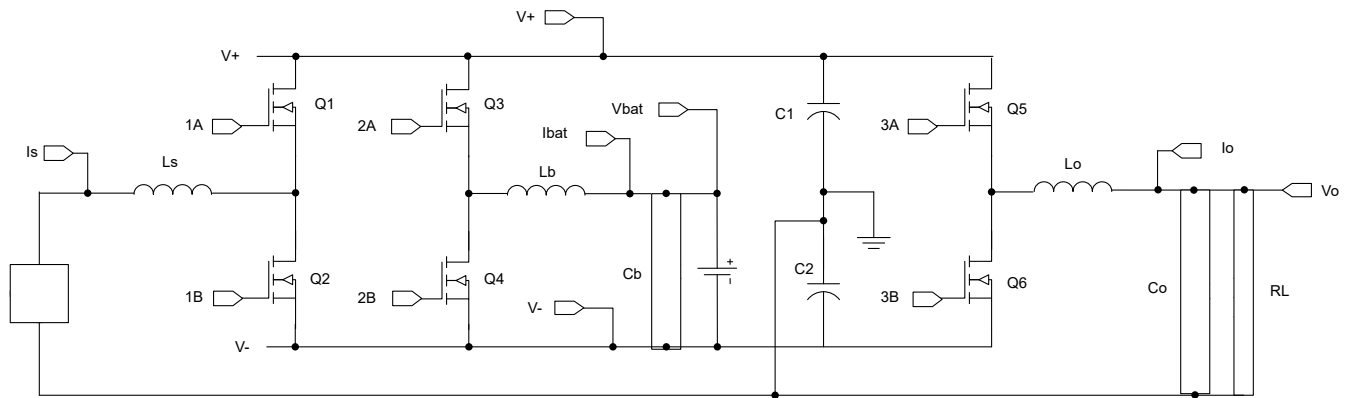 V+
V+
Q1
Q3
Vbat
C1
Q5
1A
2A
Ibat
3A
Is
Ls
Lb
Lo
Io
Vo
Q2
Q4
Cb
+
-
C2
Q6
Co
RL
1B
2B
V-
3B
V-